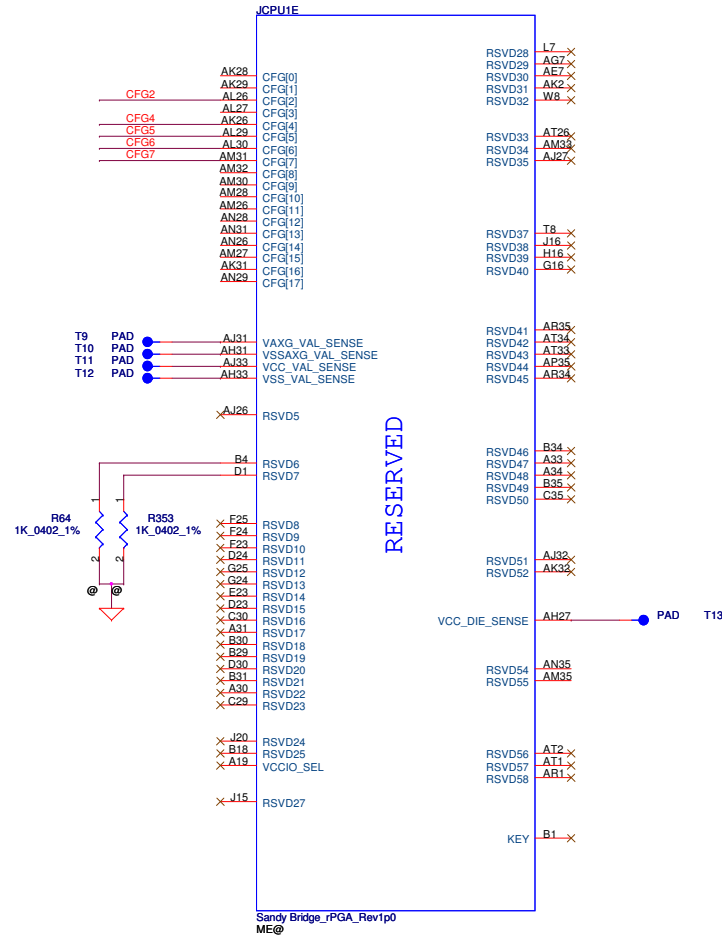 JCPU1E
AK28 CFG[0]
AK29 CFG[1]
CFG2 AL26 CFG[2]
AL27 CFG[3]
CFG4 AK26 CFG[4]
CFG5 AL29 CFG[5]
CFG6 AL30 CFG[6]
CFG7 AM31 CFG[7]
AM32 CFG[8]
AM30 CFG[9]
AM28 CFG[10]
AM26 CFG[11]
AN28 CFG[12]
AN31 CFG[13]
AN26 CFG[14]
AM27 CFG[15]
AK31 CFG[16]
AN29 CFG[17]
T9 PAD AJ31 VAXG_VAL_SENSE
T10 PAD AH31 VSSAXG_VAL_SENSE
T11 PAD AJ33 VCC_VAL_SENSE
T12 PAD AH33 VSS_VAL_SENSE
AJ26 RSVD5
B4 RSVD6
D1 RSVD7
1 1
R64 R353
1K_0402_1% 1K_0402_1%
2 2
@ @
F25 RSVD8
F24 RSVD9
F23 RSVD10
D24 RSVD11
G25 RSVD12
G24 RSVD13
E23 RSVD14
D23 RSVD15
C30 RSVD16
A31 RSVD17
B30 RSVD18
B29 RSVD19
D30 RSVD20
B31 RSVD21
A30 RSVD22
C29 RSVD23
J20 RSVD24
B18 RSVD25
A19 VCCIO_SEL
J15 RSVD27
RESERVED
RSVD28 L7
RSVD29 AG7
RSVD30 AE7
RSVD31 AK2
RSVD32 W8
RSVD33 AT26
RSVD34 AM33
RSVD35 AJ27
RSVD37 T8
RSVD38 J16
RSVD39 H16
RSVD40 G16
RSVD41 AR35
RSVD42 AT34
RSVD43 AT33
RSVD44 AP35
RSVD45 AR34
RSVD46 B34
RSVD47 A33
RSVD48 A34
RSVD49 B35
RSVD50 C35
RSVD51 AJ32
RSVD52 AK32
VCC_DIE_SENSE AH27 PAD T13
RSVD54 AN35
RSVD55 AM35
RSVD56 AT2
RSVD57 AT1
RSVD58 AR1
KEY B1
Sandy Bridge_rPGA_Rev1p0
ME@